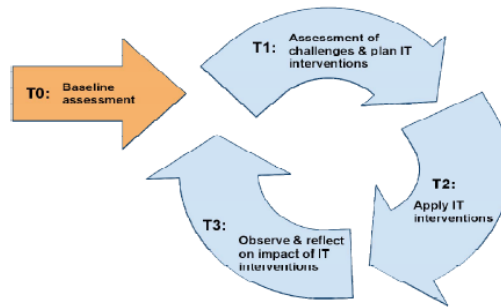 T0: Baseline
assessment
T1: Assessment of
challenges & plan IT
interventions
T2:
Apply IT
interventions
T3:
Observe & reflect
on impact of IT
interventions